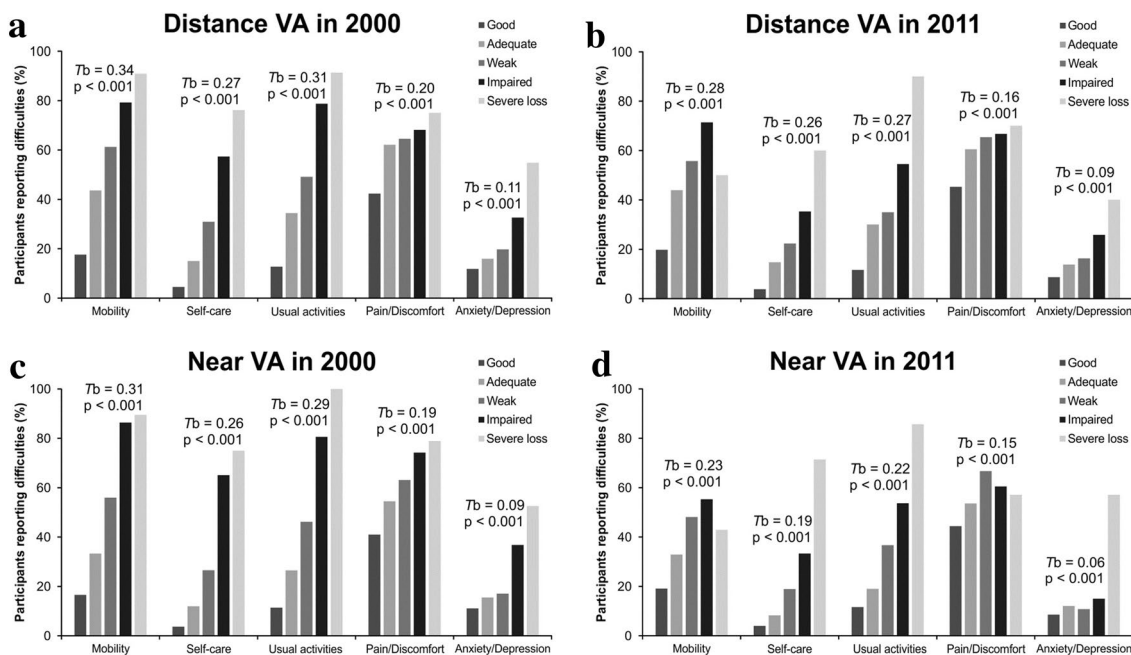 a
Distance VA in 2000
Good
Adequate
Weak
Impaired
Severe loss
Participants reporting difficulties (%)
100
80
60
40
20
0
Tb = 0.34
p < 0.001
Tb = 0.27
p < 0.001
Tb = 0.31
p < 0.001
Tb = 0.20
p < 0.001
Tb = 0.11
p < 0.001
Mobility
Self-care
Usual activities
Pain/Discomfort
Anxiety/Depression
b
Distance VA in 2011
Good
Adequate
Weak
Impaired
Severe loss
Participants reporting difficulties (%)
100
80
60
40
20
0
Tb = 0.28
p < 0.001
Tb = 0.26
p < 0.001
Tb = 0.27
p < 0.001
Tb = 0.16
p < 0.001
Tb = 0.09
p < 0.001
Mobility
Self-care
Usual activities
Pain/Discomfort
Anxiety/Depression
c
Near VA in 2000
Good
Adequate
Weak
Impaired
Severe loss
Participants reporting difficulties (%)
100
80
60
40
20
0
Tb = 0.31
p < 0.001
Tb = 0.26
p < 0.001
Tb = 0.29
p < 0.001
Tb = 0.19
p < 0.001
Tb = 0.09
p < 0.001
Mobility
Self-care
Usual activities
Pain/Discomfort
Anxiety/Depression
d
Near VA in 2011
Good
Adequate
Weak
Impaired
Severe loss
Participants reporting difficulties (%)
100
80
60
40
20
0
Tb = 0.23
p < 0.001
Tb = 0.19
p < 0.001
Tb = 0.22
p < 0.001
Tb = 0.15
p < 0.001
Tb = 0.06
p < 0.001
Mobility
Self-care
Usual activities
Pain/Discomfort
Anxiety/Depression